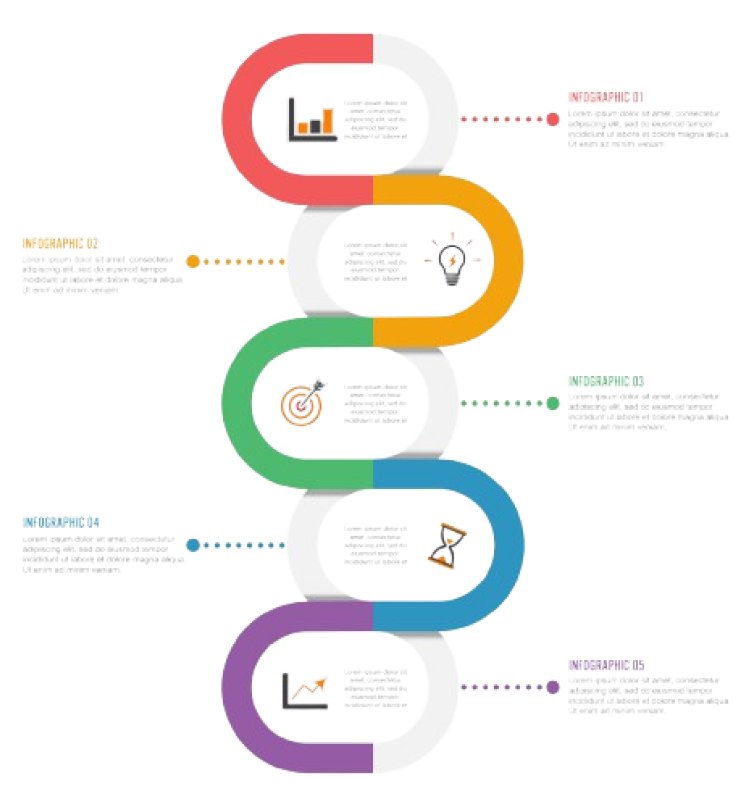 Lorem ipsum dolor sit
amet, consectetur
adipiscing elit, sed do
eiusmod tempor
incididunt ut labore et
INFOGRAPHIC 01
Lorem ipsum dolor sit amet, consectetur
adipiscing elit, sed do eiusmod tempor
incididunt ut labore et dolore magna aliqua.
Ut enim ad minim veniam.
INFOGRAPHIC 02
Lorem ipsum dolor sit amet, consectetur
adipiscing elit, sed do eiusmod tempor
incididunt ut labore et dolore magna aliqua.
Ut enim ad minim veniam.
Lorem ipsum dolor sit
amet, consectetur
adipiscing elit, sed do
eiusmod tempor
incididunt ut labore et
Lorem ipsum dolor sit
amet, consectetur
adipiscing elit, sed do
eiusmod tempor
incididunt ut labore et
INFOGRAPHIC 03
Lorem ipsum dolor sit amet, consectetur
adipiscing elit, sed do eiusmod tempor
incididunt ut labore et dolore magna aliqua.
Ut enim ad minim veniam.
INFOGRAPHIC 04
Lorem ipsum dolor sit amet, consectetur
adipiscing elit, sed do eiusmod tempor
incididunt ut labore et dolore magna aliqua.
Ut enim ad minim veniam.
Lorem ipsum dolor sit
amet, consectetur
adipiscing elit, sed do
eiusmod tempor
incididunt ut labore et
Lorem ipsum dolor sit
amet, consectetur
adipiscing elit, sed do
eiusmod tempor
incididunt ut labore et
INFOGRAPHIC 05
Lorem ipsum dolor sit amet, consectetur
adipiscing elit, sed do eiusmod tempor
incididunt ut labore et dolore magna aliqua.
Ut enim ad minim veniam.